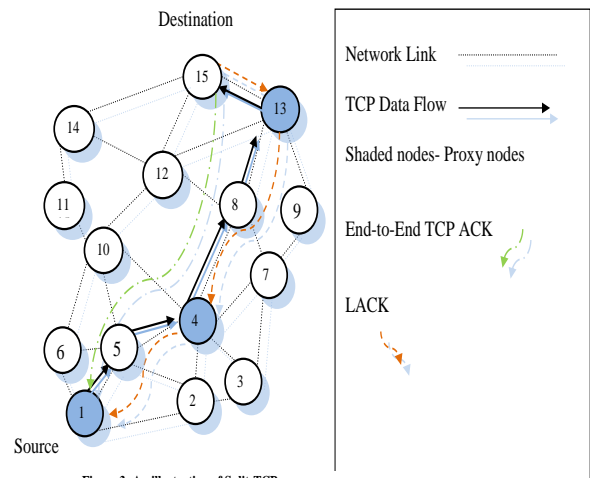 Destination
15
13
14
12
11
8
9
10
7
4
6
5
3
2
1
Source
Network Link
TCP Data Flow
Shaded nodes- Proxy nodes
End-to-End TCP ACK
LACK